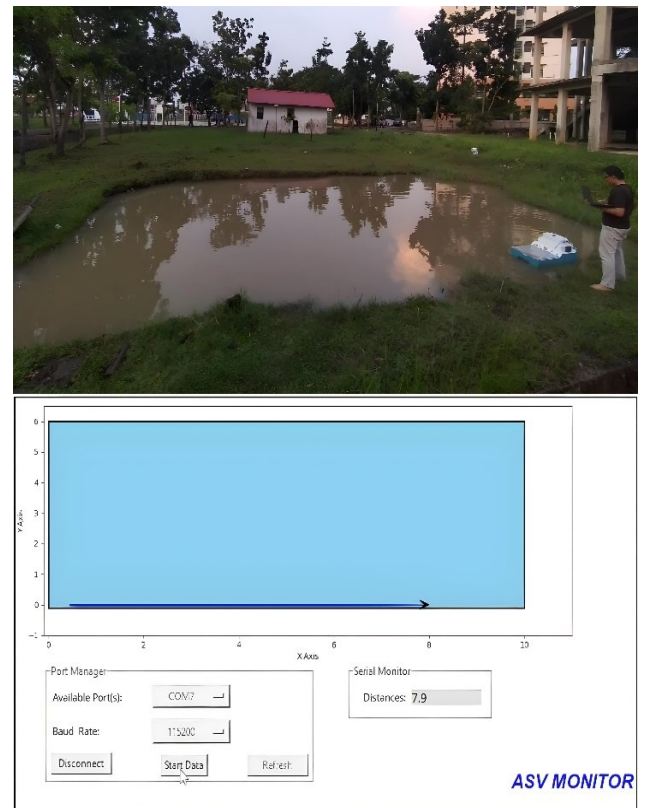 6
5
4
3
2
1
0
-1
Y Axis
0 2 4 6 8 10
X Axis
Port Manager
Available Port(s): COM7
Baud Rate: 115200
Disconnect Start Data Refresh
Serial Monitor
Distances: 7.9
ASV MONITOR